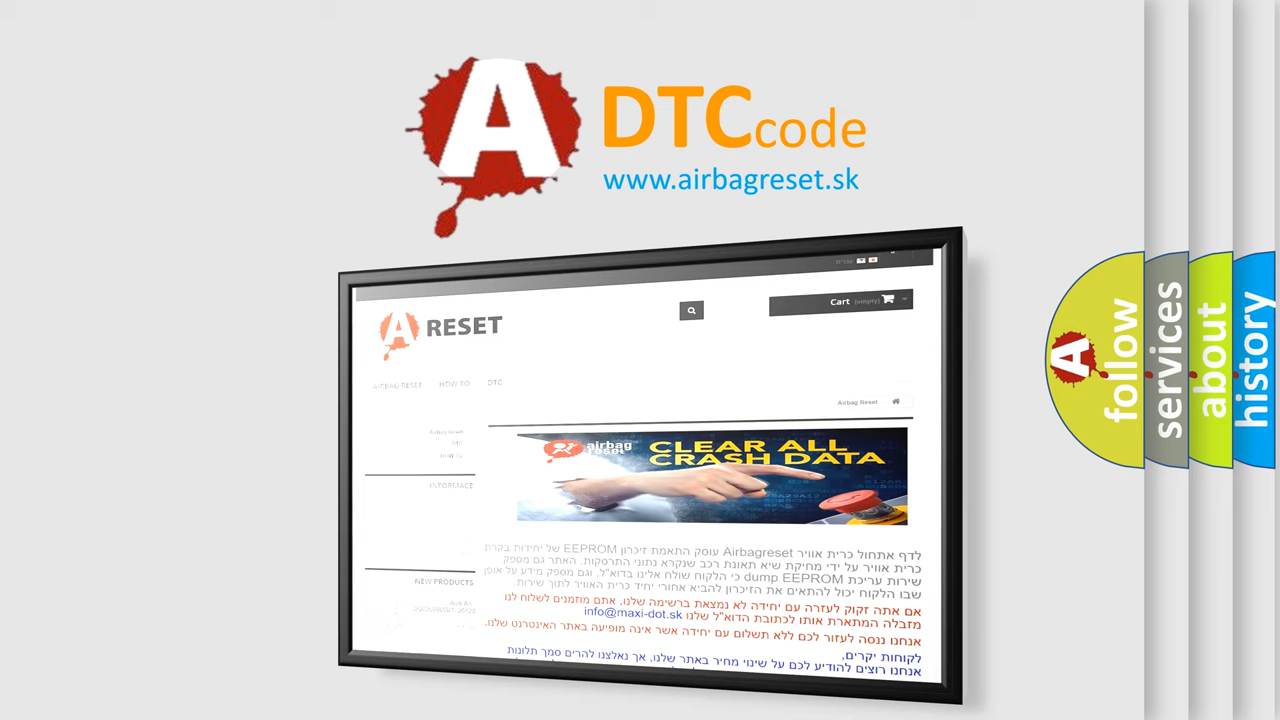 A
DTCcode
www.airbagreset.sk
עברית
A RESET
Cart (empty)
AIRBAG RESET HOW TO DTC
Airbag Reset
Airbag Reset
DTC
HOW TO
INFORMACE
NEW PRODUCTS
airbag
reset
CLEAR ALL
CRASH DATA
לדף אתחול כרית אוויר Airbagreset עוסק התאמת זיכרון EEPROM של יחידות בקרת
כרית אוויר על ידי מחיקת שיא תאונת רכב שנקרא נתוני התרסקות. האתר גם מספק
שירות עריכת EEPROM dump כי הלקוח שולח אלינו בדוא"ל, וגם מספק מידע על אופן
שבו הלקוח יכול להתאים את הזיכרון להביא אחורי יחיד כרית האוויר לתוך שירות.
אם אתה זקוק לעזרה עם יחידה לא נמצאת ברשימה שלנו, אתם מוזמנים לשלוח לנו
מזבלה המתארת אותו לכתובת הדוא"ל שלנו info@maxi-dot.sk
אנחנו ננסה לעזור לכם ללא תשלום עם יחידה אשר אינה מופיעה באתר האינטרנט שלנו.
לקוחות יקרים,
אנחנו רוצים להודיע לכם על שינוי מחיר באתר שלנו, אך נאלצנו להרים סמך תלונות
A follow
services
about
history